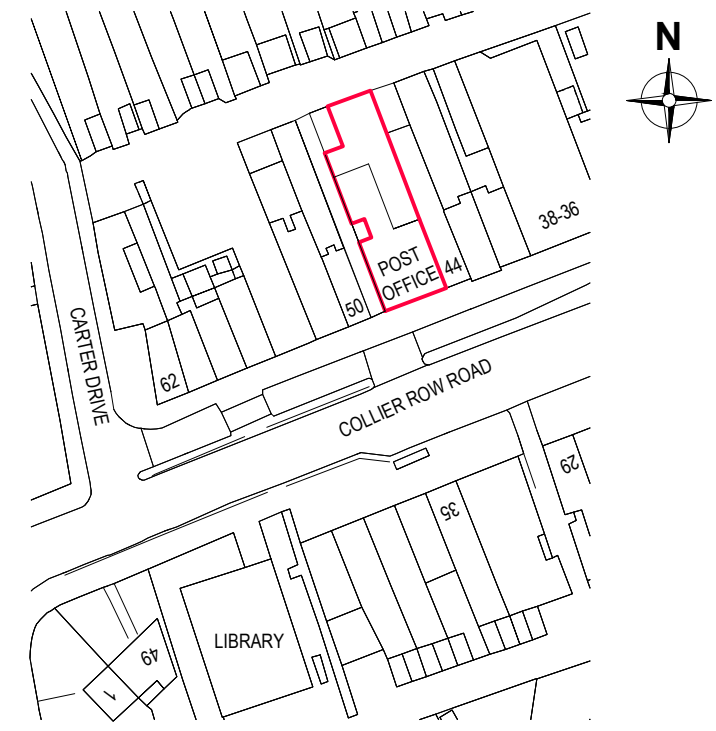 N
38-36
POST
OFFICE
44
50
62
CARTER DRIVE
COLLIER ROW ROAD
29
35
LIBRARY
49
1